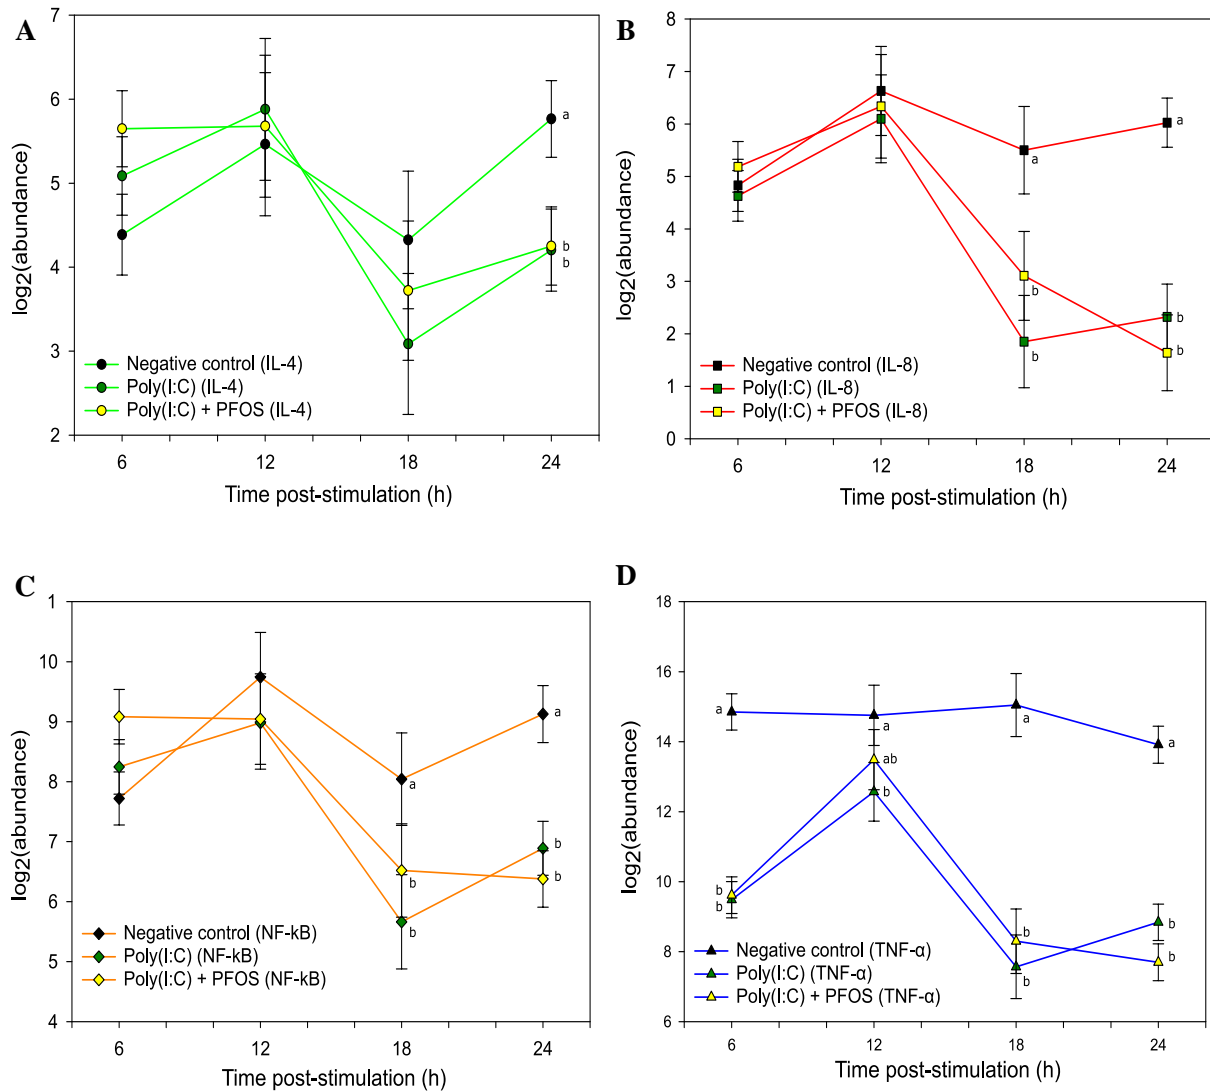 A
7
6
5
4
3
2
log2(abundance)
a
b
b
Negative control (IL-4)
Poly(I:C) (IL-4)
Poly(I:C) + PFOS (IL-4)
6 12 18 24
Time post-stimulation (h)
B
8
7
6
5
4
3
2
1
0
log2(abundance)
a
a
b
b
b
b
Negative control (IL-8)
Poly(I:C) (IL-8)
Poly(I:C) + PFOS (IL-8)
6 12 18 24
Time post-stimulation (h)
C
1
10
9
8
7
6
5
4
log2(abundance)
a
a
b
b
b
b
Negative control (NF-kB)
Poly(I:C) (NF-kB)
Poly(I:C) + PFOS (NF-kB)
6 12 18 24
Time post-stimulation (h)
D
18
16
14
12
10
8
6
log2(abundance)
a
a
a
a
ab
b
b
b
b
b
b
b
Negative control (TNF-α)
Poly(I:C) (TNF-α)
Poly(I:C) + PFOS (TNF-α)
6 12 18 24
Time post-stimulation (h)